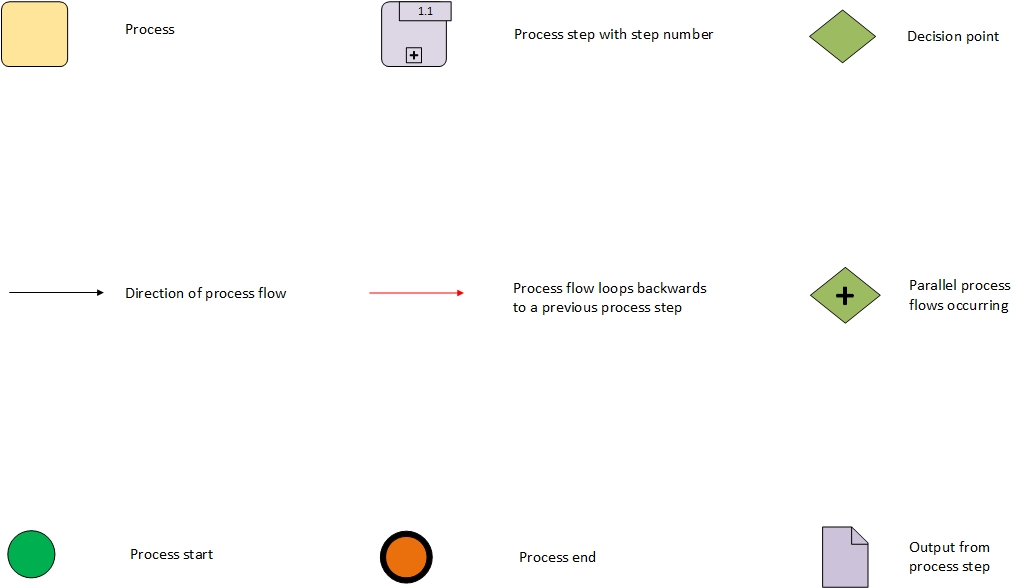 Process
1.1
Process step with step number
Decision point
Direction of process flow
Process flow loops backwards
to a previous process step
Parallel process
flows occurring
Process start
Process end
Output from
process step